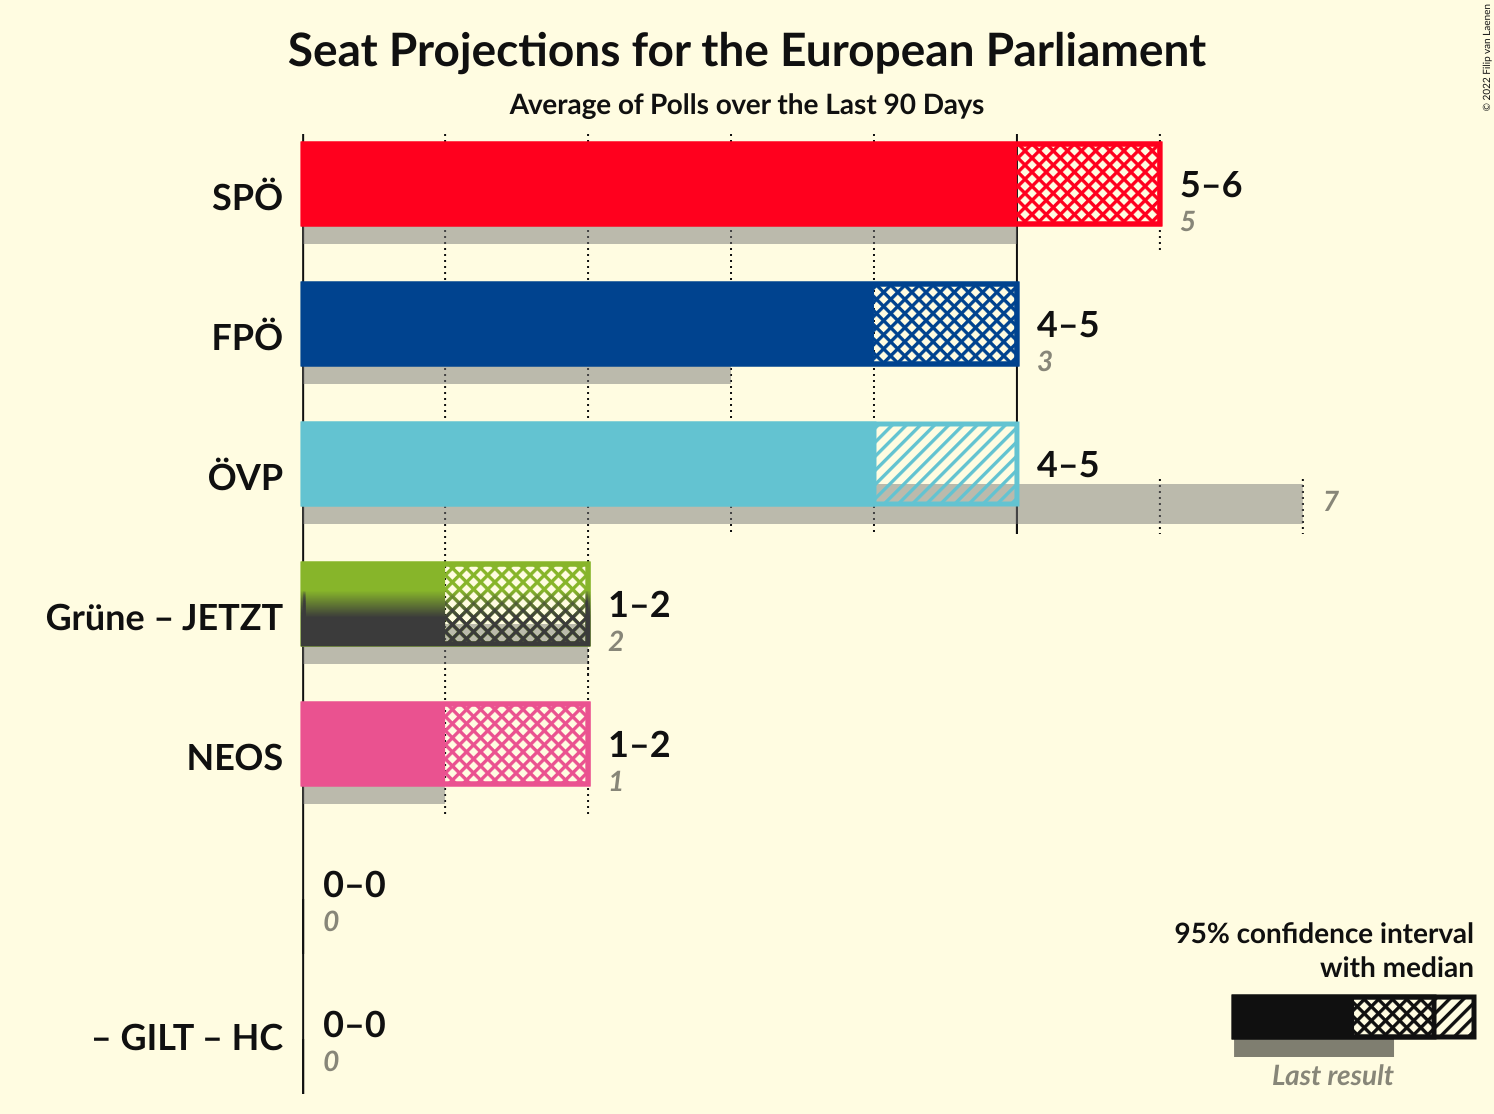 Seat Projections for the European Parliament
Average of Polls over the Last 90 Days
© 2022 Filip van Laenen
SPÖ
5–6
5
FPÖ
4–5
3
ÖVP
4–5
7
Grüne – JETZT
1–2
2
NEOS
1–2
1
0–0
0
– GILT – HC
0–0
0
95% confidence interval
with median
Last result